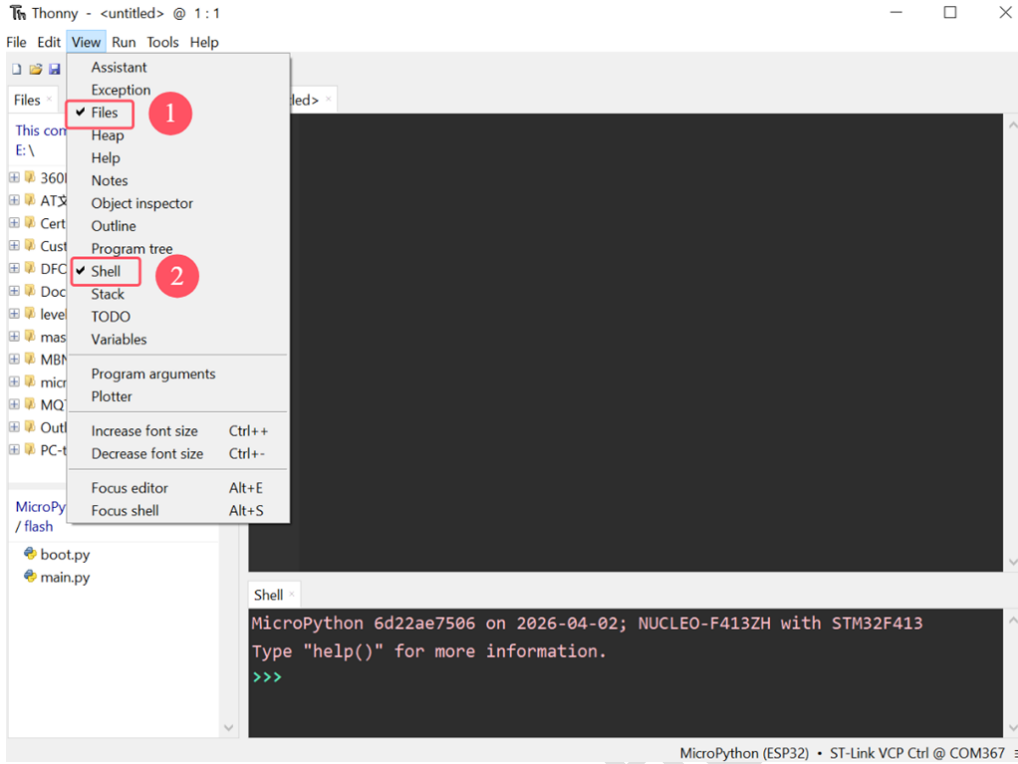 Thonny - <untitled> @ 1 : 1
File Edit View Run Tools Help
Files
led>
This com
E:\
360
AT文
Cert
Cust
DFC
Doc
level
mas
MBN
micr
MQT
Outl
PC-t
Assistant
Exception
Files
1
Heap
Help
Notes
Object inspector
Outline
Program tree
Shell
2
Stack
TODO
Variables
Program arguments
Plotter
Increase font size Ctrl++
Decrease font size Ctrl+-
Focus editor Alt+E
Focus shell Alt+S
MicroPy
/ flash
boot.py
main.py
Shell
MicroPython 6d22ae7506 on 2026-04-02; NUCLEO-F413ZH with STM32F413
Type "help()" for more information.
>>>
MicroPython (ESP32) • ST-Link VCP Ctrl @ COM367